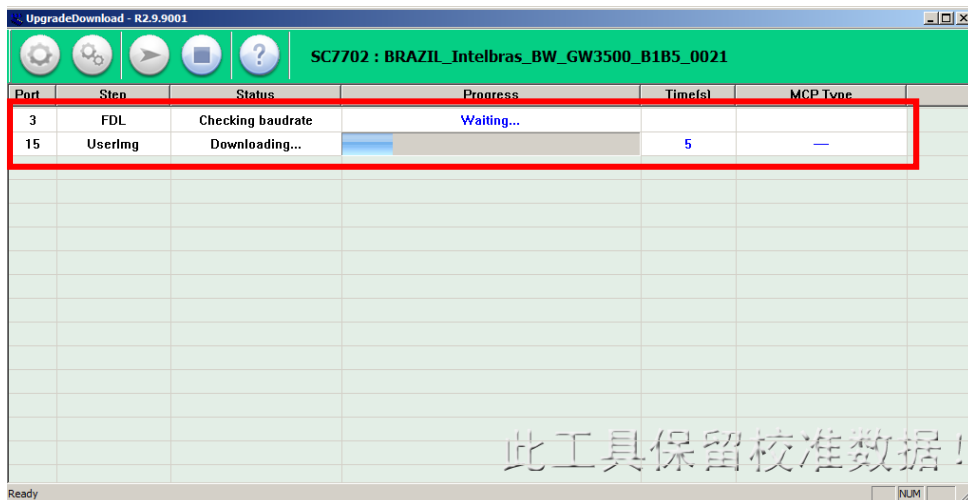 UpgradeDownload - R2.9.9001
SC7702 : BRAZIL_Intelbras_BW_GW3500_B1B5_0021
Port Step Status Progress Time(s) MCP Type
3 FDL Checking baudrate Waiting...
15 UserImg Downloading... 5 —
此工具保留校准数据!
Ready NUM